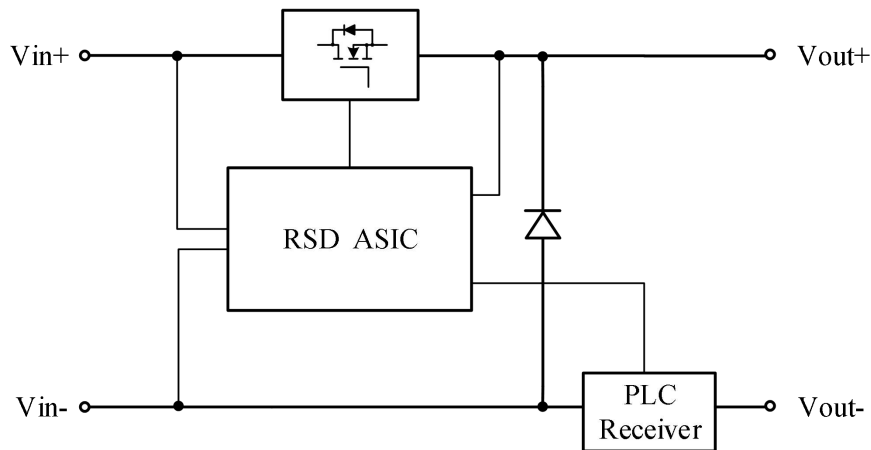 Vin+
Vout+
RSD ASIC
Vin-
PLC
Receiver
Vout-